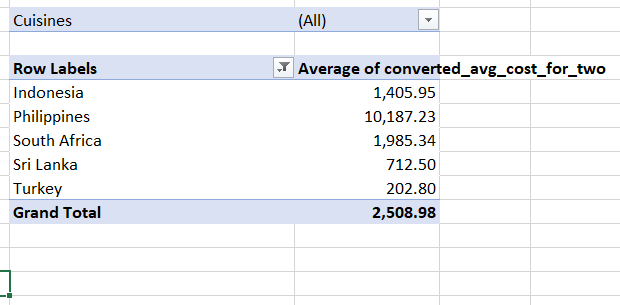 Cuisines (All)
Row Labels Average of converted_avg_cost_for_two
Indonesia 1,405.95
Philippines 10,187.23
South Africa 1,985.34
Sri Lanka 712.50
Turkey 202.80
Grand Total 2,508.98